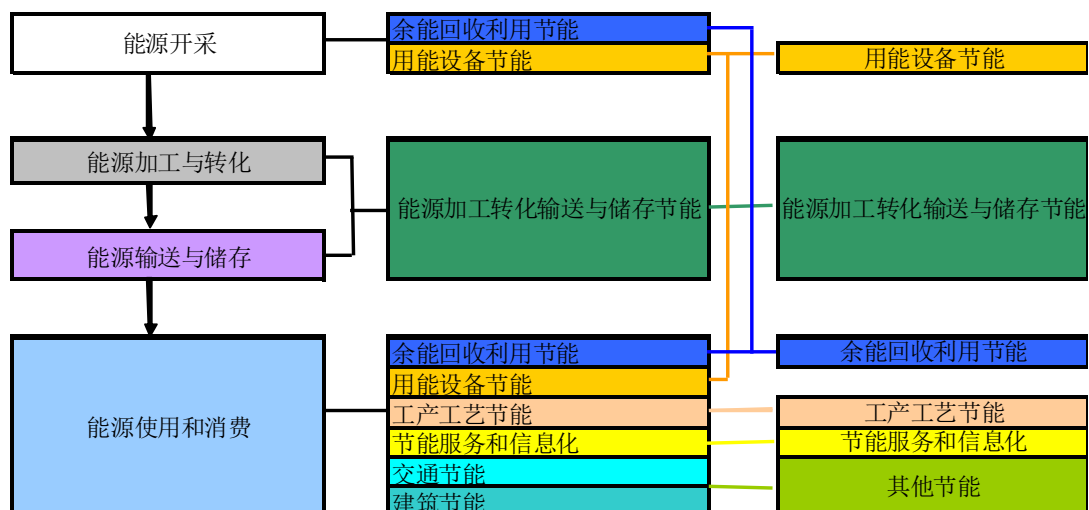 能源开采
余能回收利用节能
用能设备节能
用能设备节能
能源加工与转化
能源加工转化输送与储存节能
能源加工转化输送与储存节能
能源输送与储存
能源使用和消费
余能回收利用节能
用能设备节能
工产工艺节能
节能服务和信息化
交通节能
建筑节能
余能回收利用节能
工产工艺节能
节能服务和信息化
其他节能